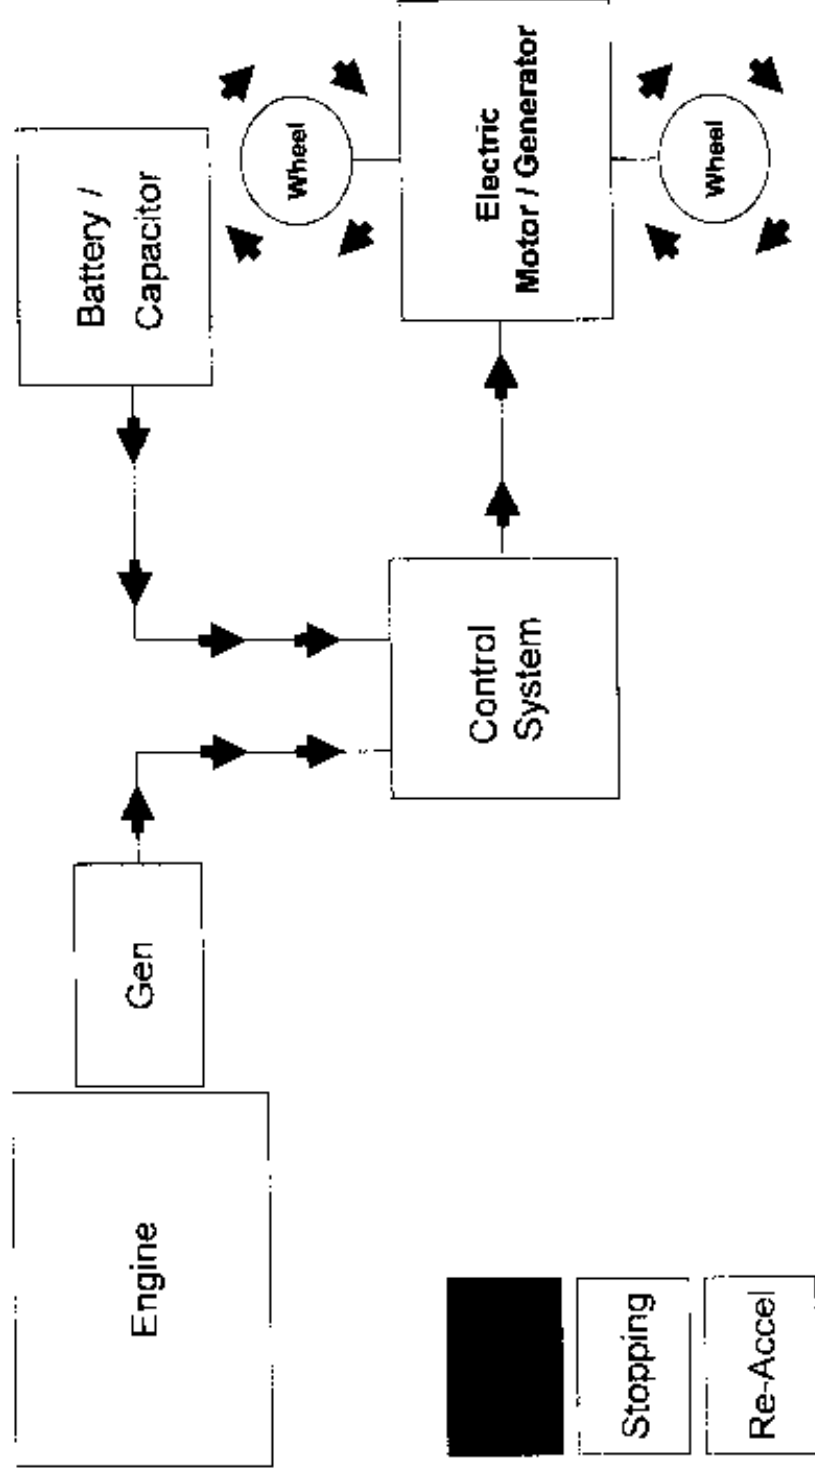 Engine
Gen
Battery /
Capacitor
Control
System
Electric
Motor / Generator
Wheel
Wheel
Stopping
Re-Accel